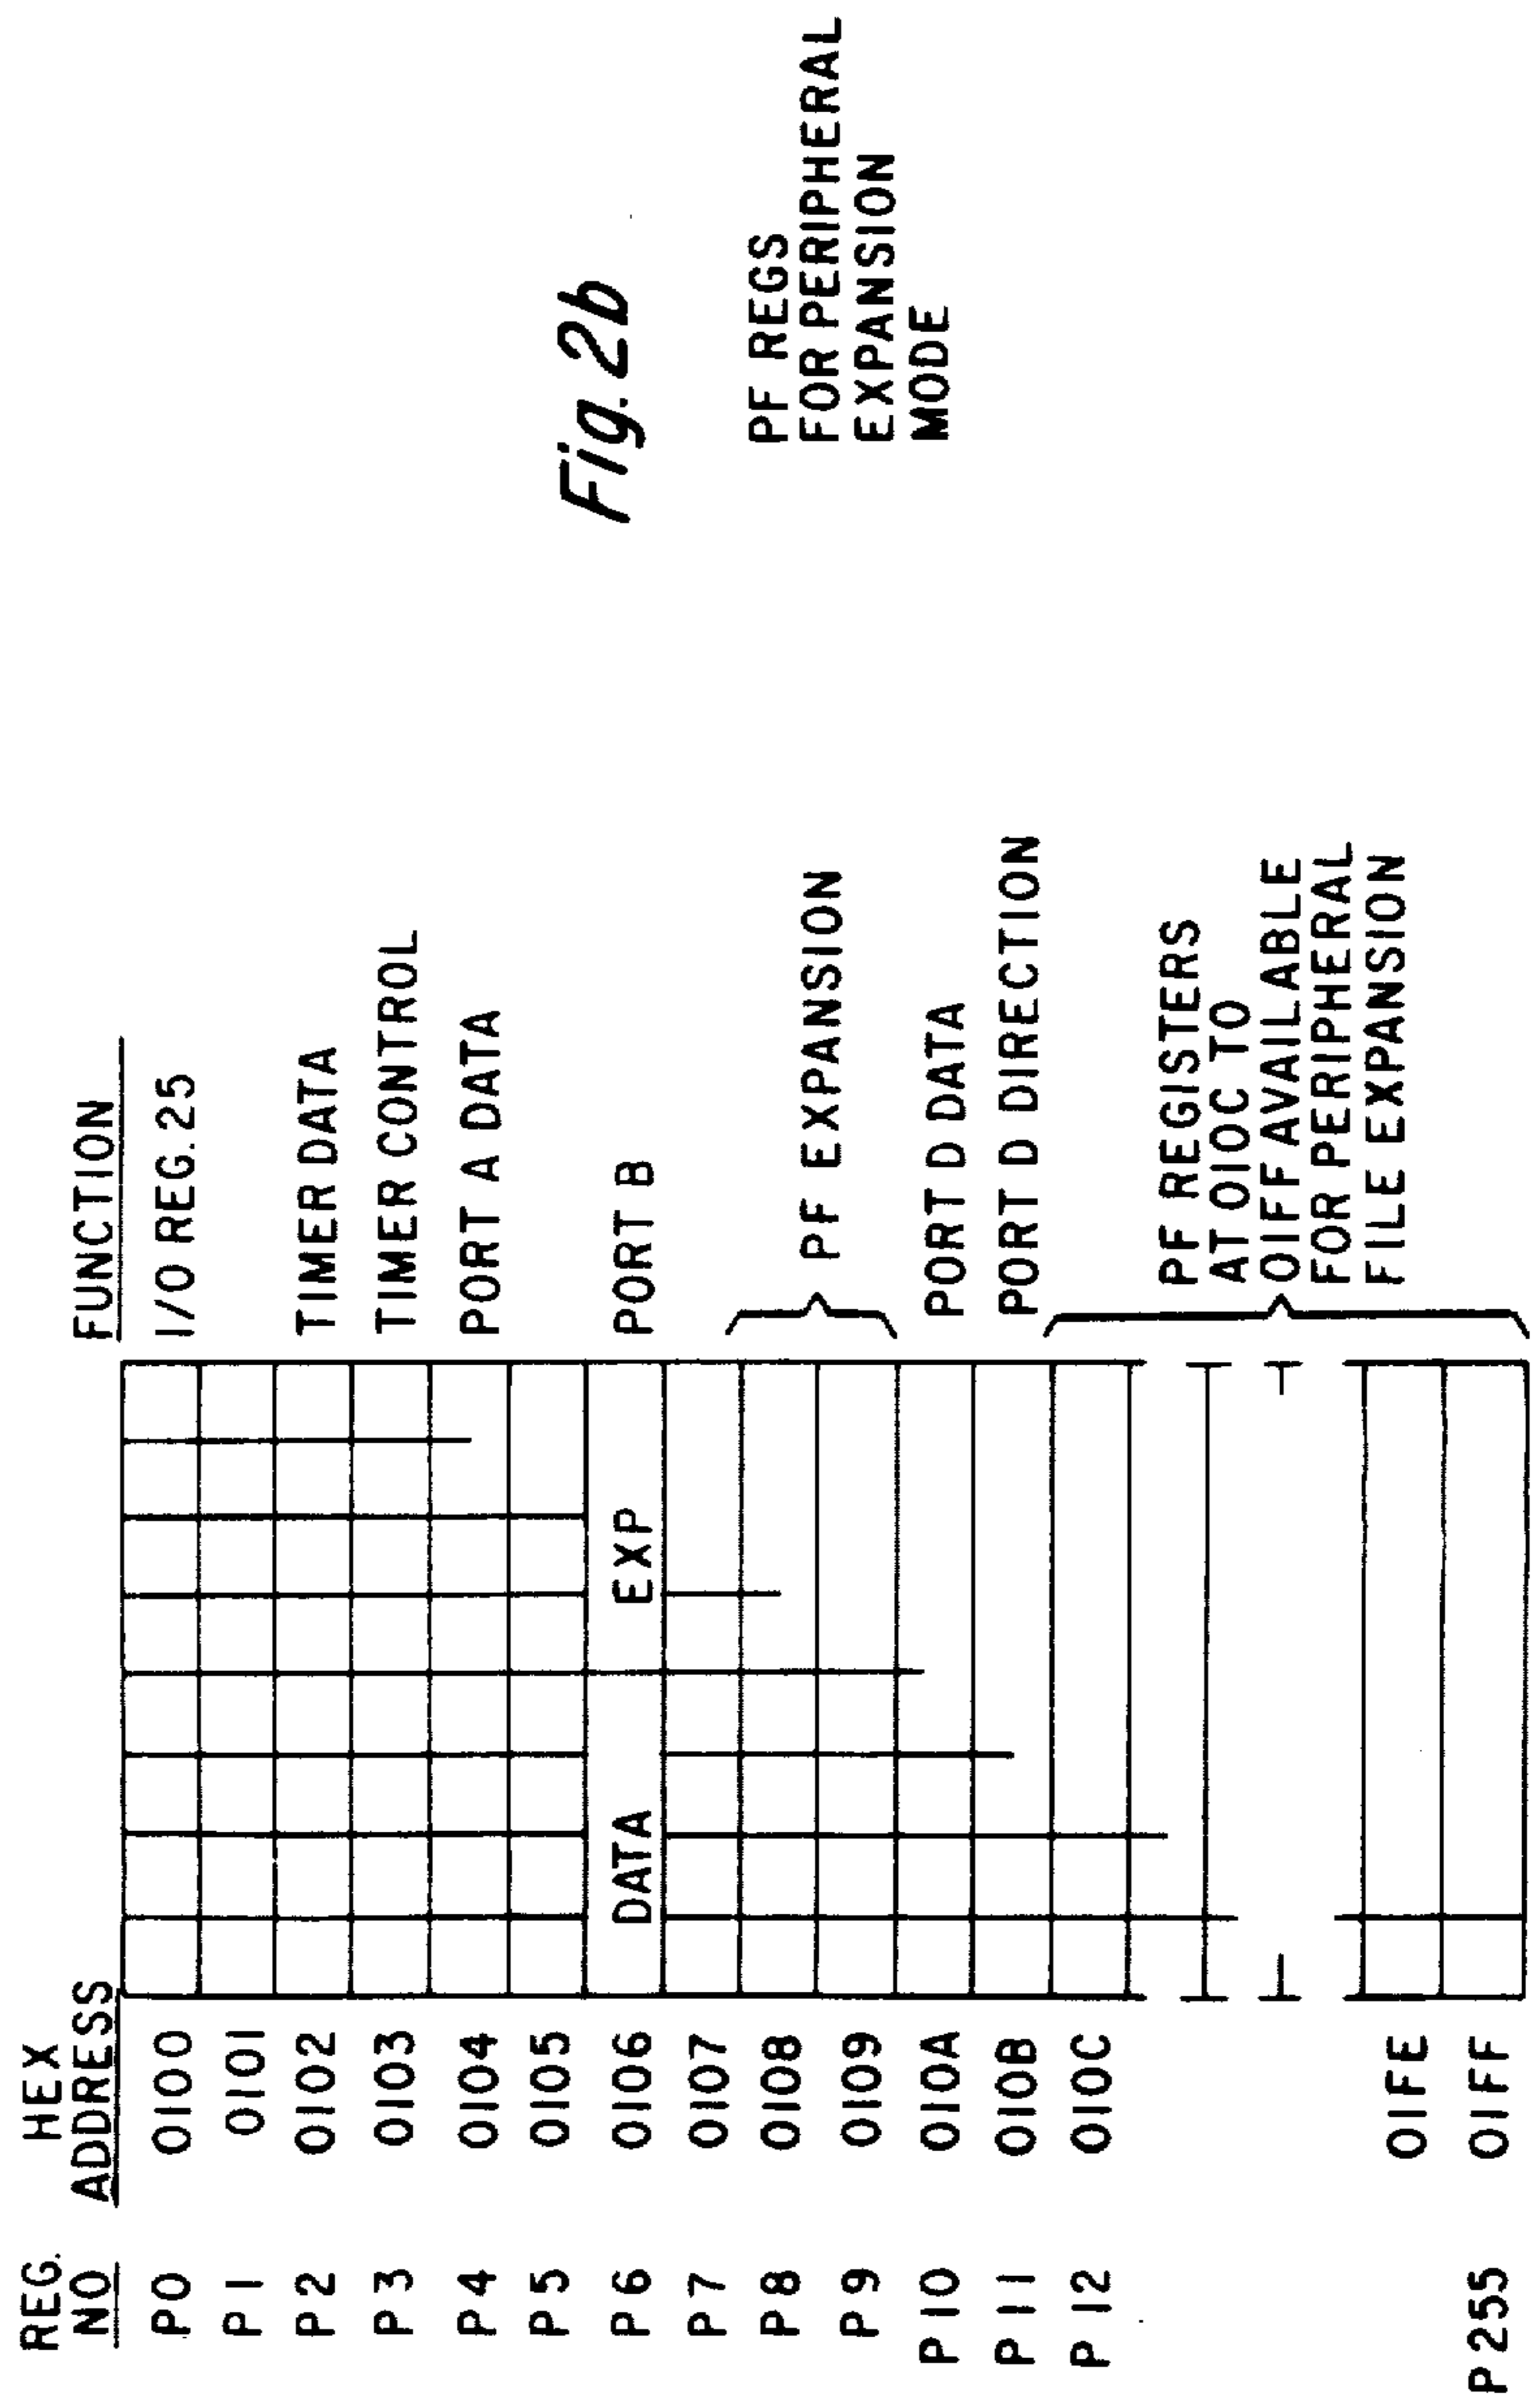 REG. HEX
NO ADDRESS FUNCTION
P0 0100 I/O REG.25
P1 0101
P2 0102 TIMER DATA
P3 0103 TIMER CONTROL
P4 0104 PORT A DATA
P5 0105
P6 0106 DATA EXP PORT B
P7 0107
P8 0108 PF EXPANSION
P9 0109
P10 010A PORT D DATA
P11 010B PORT D DIRECTION
P12 010C
PF REGISTERS
AT 010C TO
01FF AVAILABLE
FOR PERIPHERAL
FILE EXPANSION
01FE
P255 01FF
Fig. 2b
PF REGS
FOR PERIPHERAL
EXPANSION
MODE